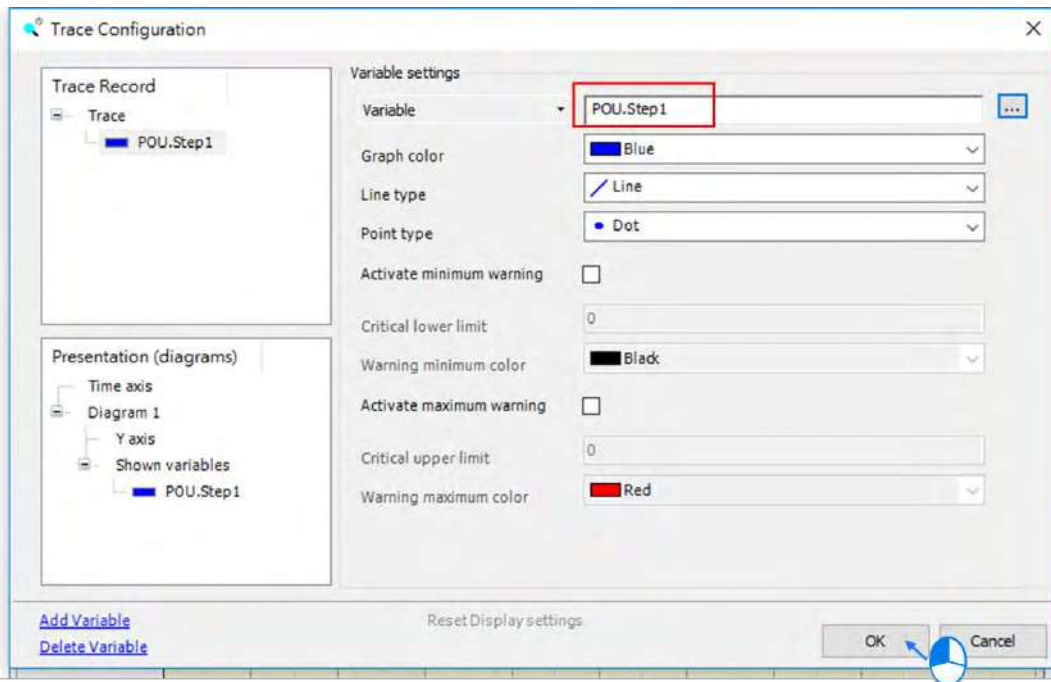 Trace Configuration
Trace Record
Trace
POU.Step1
Presentation (diagrams)
Time axis
Diagram 1
Y axis
Shown variables
POU.Step1
Variable settings
Variable POU.Step1 ...
Graph color Blue
Line type Line
Point type Dot
Activate minimum warning
Critical lower limit 0
Warning minimum color Black
Activate maximum warning
Critical upper limit 0
Warning maximum color Red
Add Variable
Delete Variable
Reset Display settings
OK Cancel